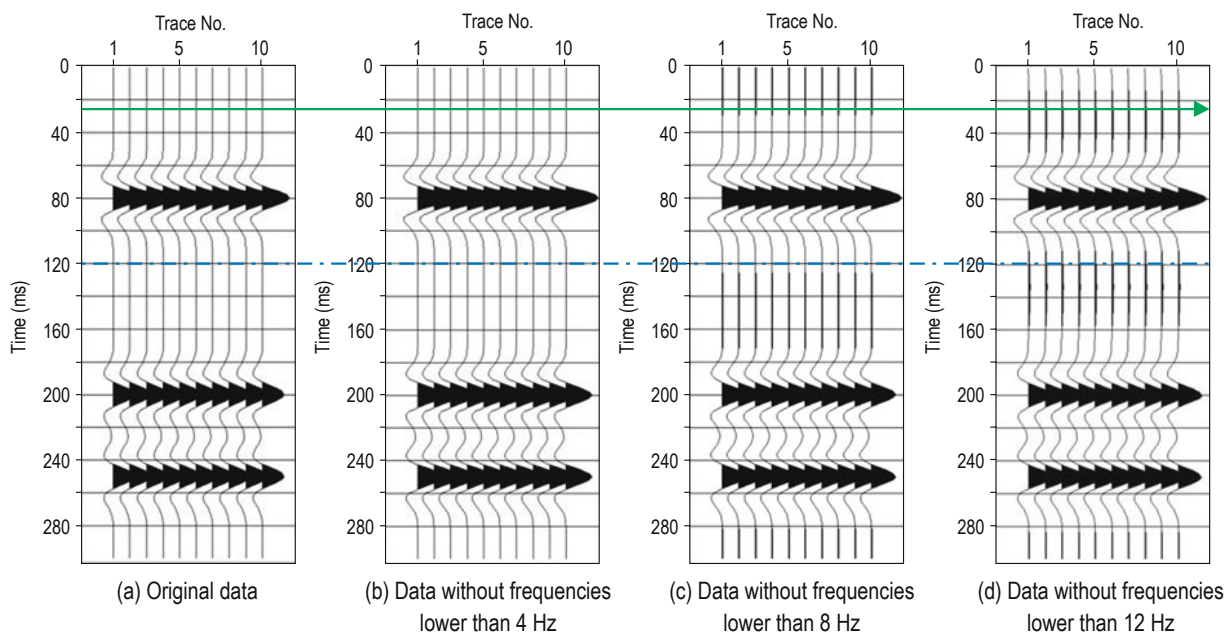 Trace No.
1 5 10
Trace No.
1 5 10
Trace No.
1 5 10
Trace No.
1 5 10
0
40
80
120
160
200
240
280
Time (ms)
0
40
80
120
160
200
240
280
Time (ms)
0
40
80
120
160
200
240
280
Time (ms)
0
40
80
120
160
200
240
280
Time (ms)
(a) Original data
(b) Data without frequencies
lower than 4 Hz
(c) Data without frequencies
lower than 8 Hz
(d) Data without frequencies
lower than 12 Hz